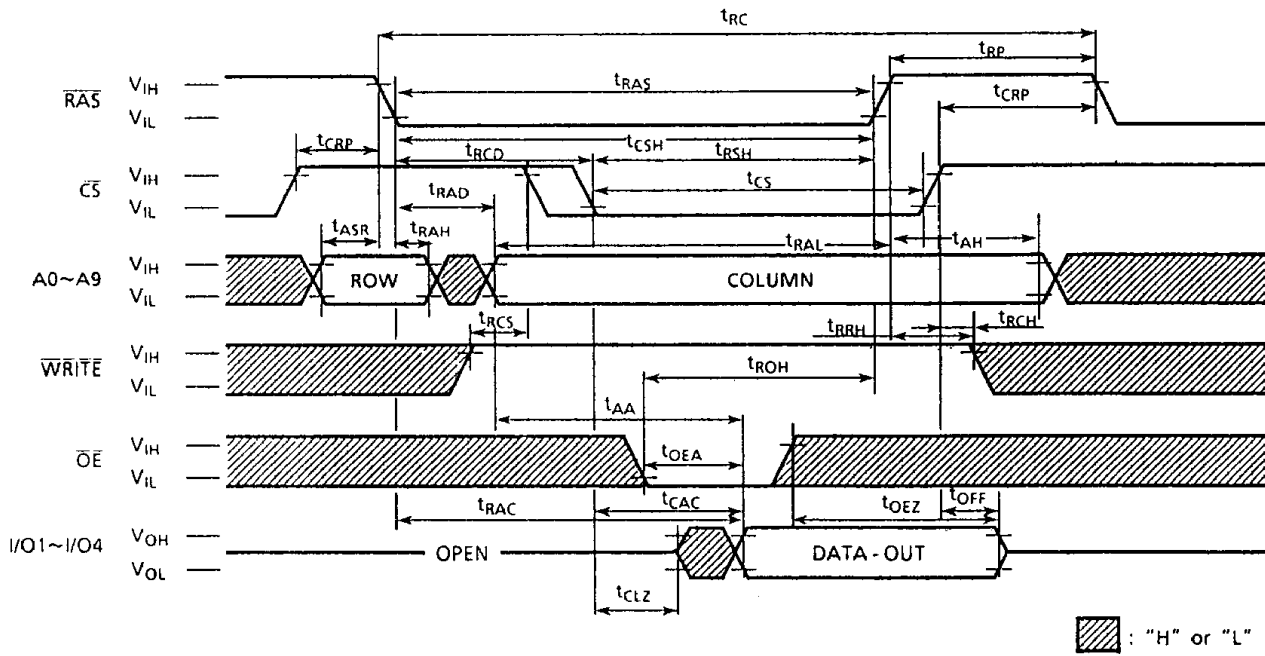 tRC
tRP
RAS VIH VIL
tRAS
tCRP
tCRP
tRCD
tCSH
tRSH
CS VIH VIL
tCS
tRAD
tASR
tRAH
tRAL
tAH
A0~A9 VIH VIL
ROW
COLUMN
tRCS
tRRH
tRCH
WRITE VIH VIL
tROH
tAA
OE VIH VIL
tOEA
tRAC
tCAC
tOEZ
tOFF
I/O1~I/O4 VOH VOL
OPEN
DATA-OUT
tCLZ
: "H" or "L"